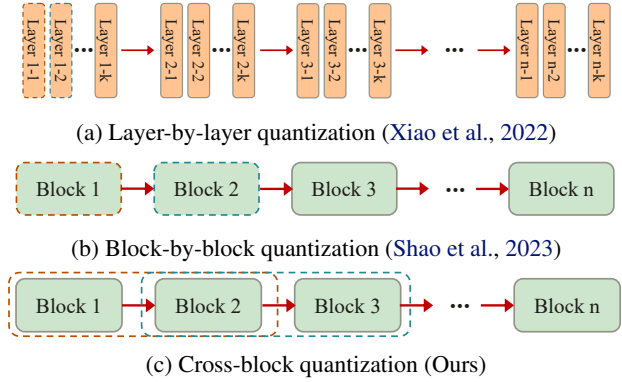 Layer 1-1 Layer 1-2 ••• Layer 1-k Layer 2-1 Layer 2-2 ••• Layer 2-k Layer 3-1 Layer 3-2 ••• Layer 3-k ••• Layer n-1 Layer n-2 ••• Layer n-k
(a) Layer-by-layer quantization (Xiao et al., 2022)
Block 1 Block 2 Block 3 ••• Block n
(b) Block-by-block quantization (Shao et al., 2023)
Block 1 Block 2 Block 3 ••• Block n
(c) Cross-block quantization (Ours)